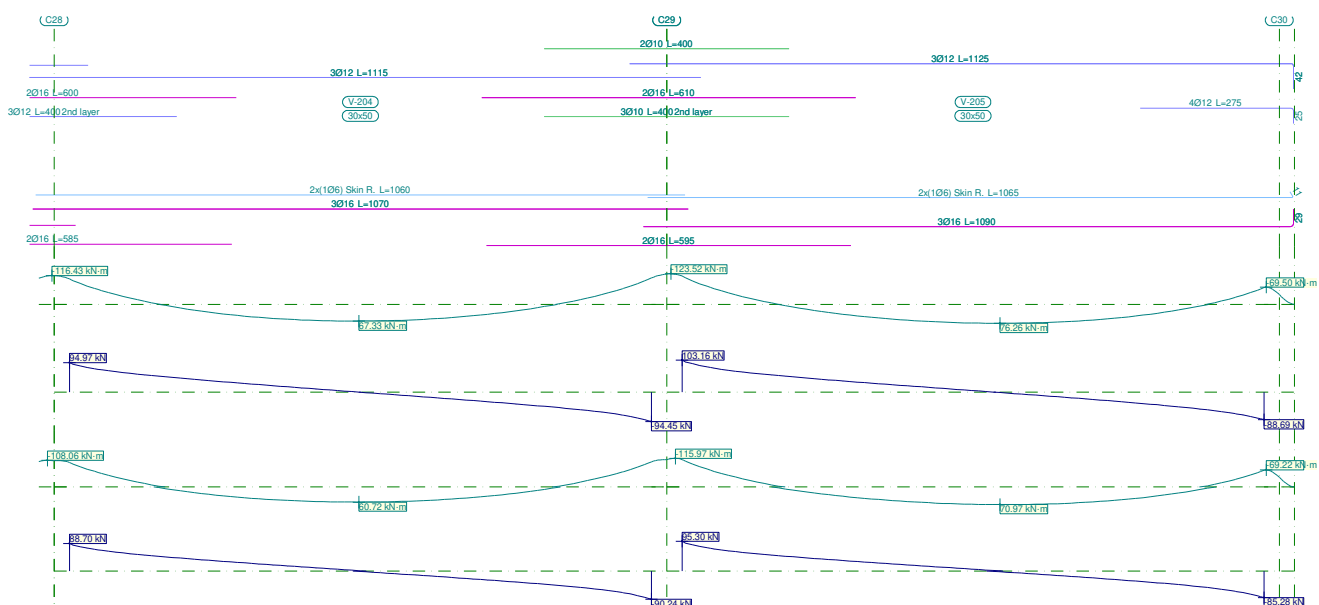 C28 C29 C30
2Ø10 L=400
3Ø12 L=1125
3Ø12 L=1115
42
2Ø16 L=600 2Ø16 L=610
V-204 V-205
4Ø12 L=275
3Ø12 L=400 2nd layer 30x50 3Ø10 L=400 2nd layer 30x50 25
2x(1Ø6) Skin R. L=1060 2x(1Ø6) Skin R. L=1065
3Ø16 L=1070
29
3Ø16 L=1090
2Ø16 L=585 2Ø16 L=595
-116.43 kN·m -123.52 kN·m -69.50 kN·m
67.33 kN·m 76.26 kN·m
94.97 kN 103.16 kN
-94.45 kN -88.69 kN
-108.06 kN·m -115.97 kN·m -69.22 kN·m
60.72 kN·m 70.97 kN·m
88.70 kN 95.30 kN
-90.24 kN -85.28 kN